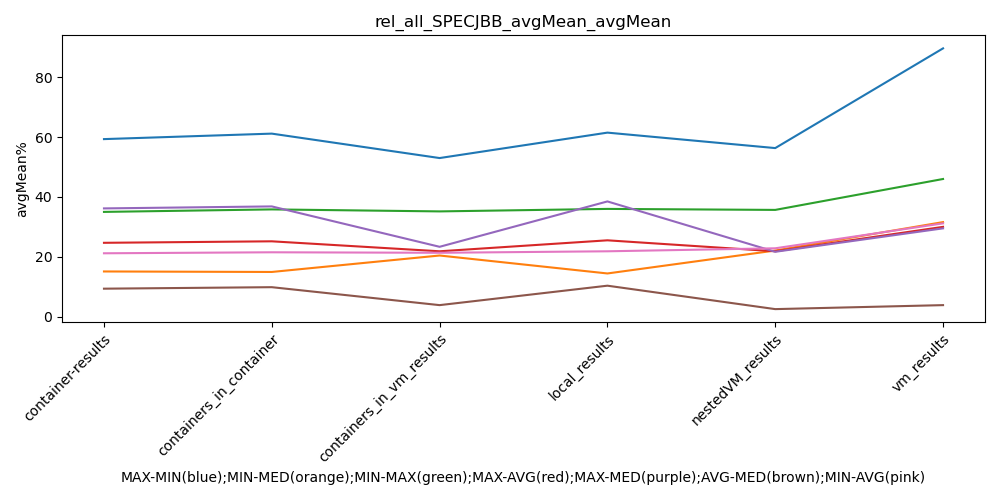 rel_all_SPECJBB_avgMean_avgMean
avgMean%
80
60
40
20
0
container-results
containers_in_container
containers_in_vm_results
local_results
nestedVM_results
vm_results
MAX-MIN(blue);MIN-MED(orange);MIN-MAX(green);MAX-AVG(red);MAX-MED(purple);AVG-MED(brown);MIN-AVG(pink)